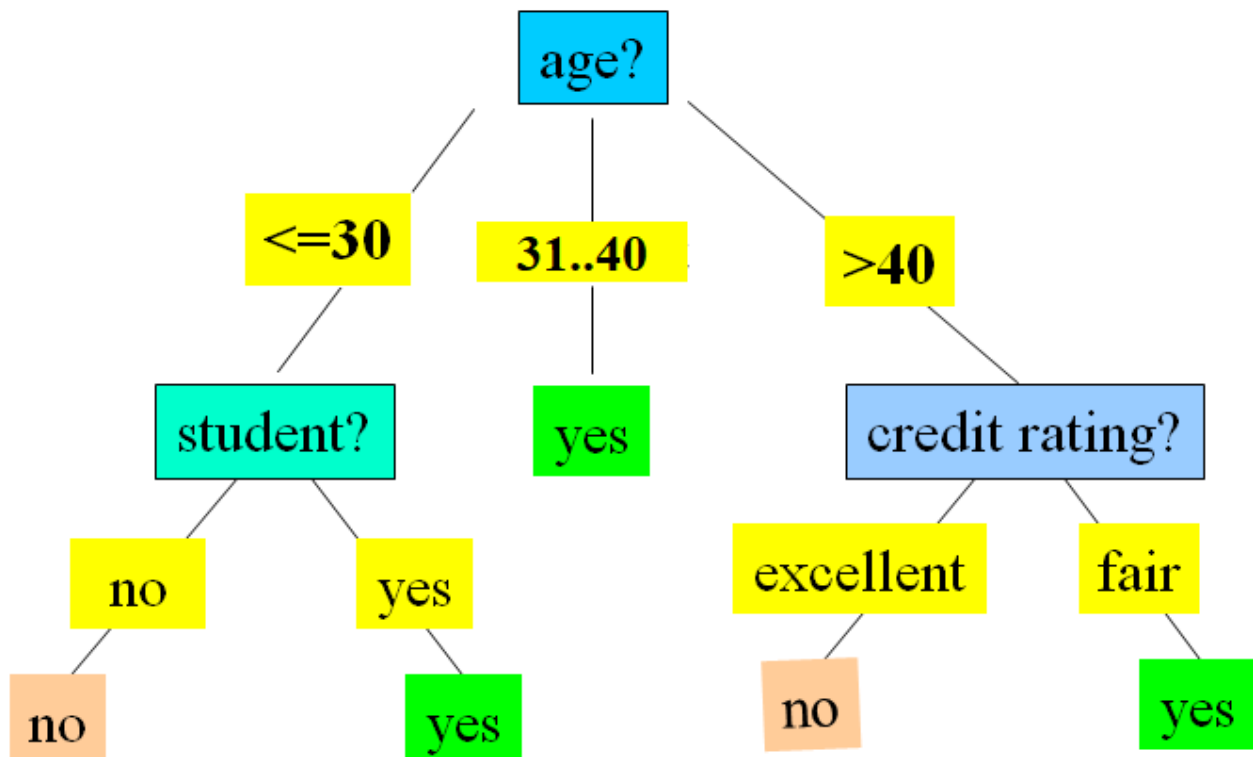 age?
<=30
31..40
>40
student?
yes
credit rating?
no
yes
excellent
fair
no
yes
no
yes